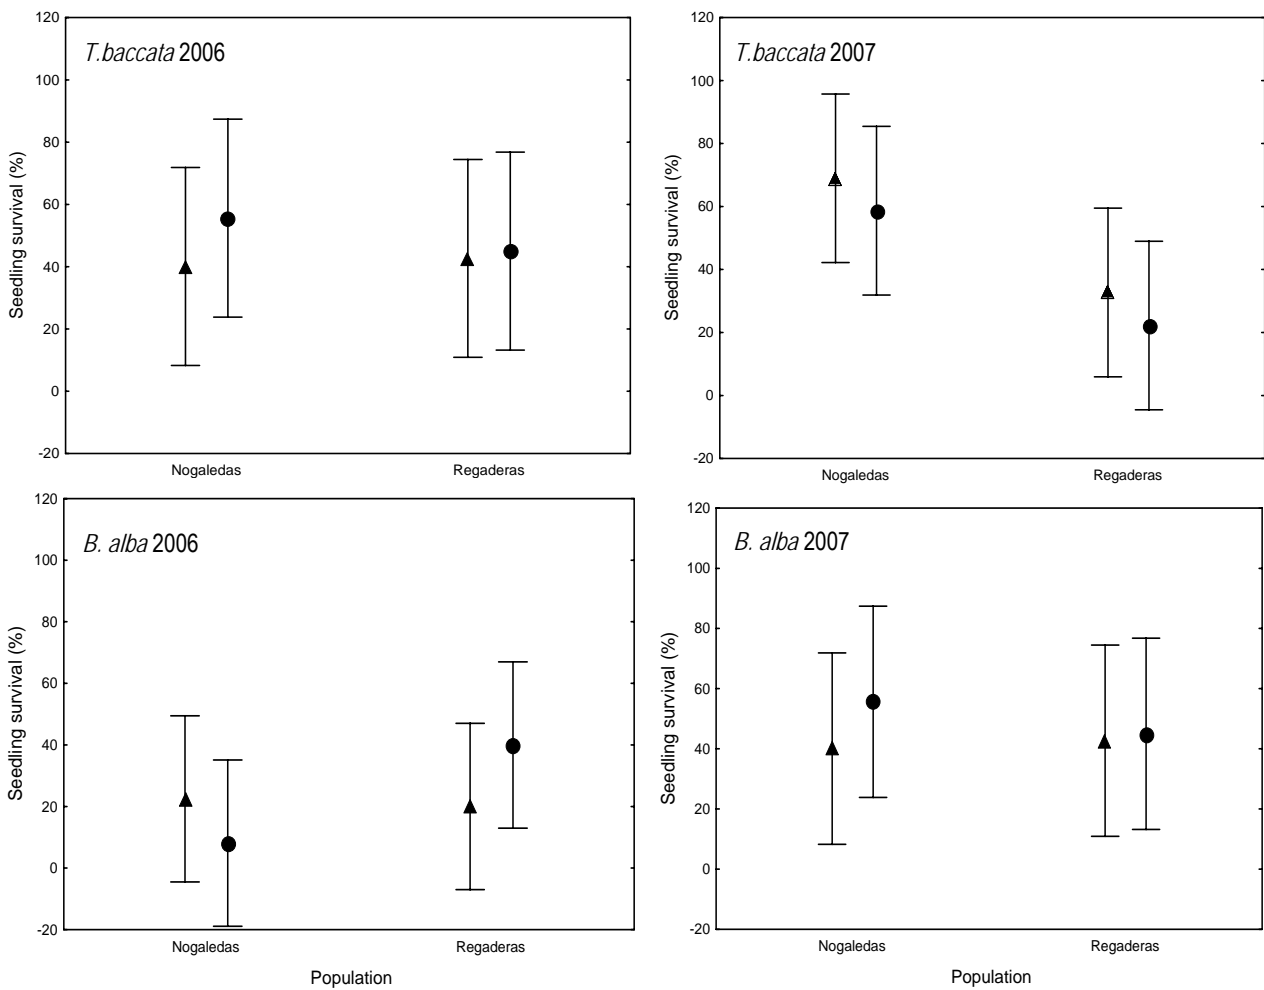 T.baccata 2006
120
100
80
60
40
20
0
-20
Seedling survival (%)
Nogaledas Regaderas
T.baccata 2007
120
100
80
60
40
20
0
-20
Seedling survival (%)
Nogaledas Regaderas
B. alba 2006
120
100
80
60
40
20
0
-20
Seedling survival (%)
Nogaledas Regaderas
Population
B. alba 2007
120
100
80
60
40
20
0
-20
Seedling survival (%)
Nogaledas Regaderas
Population